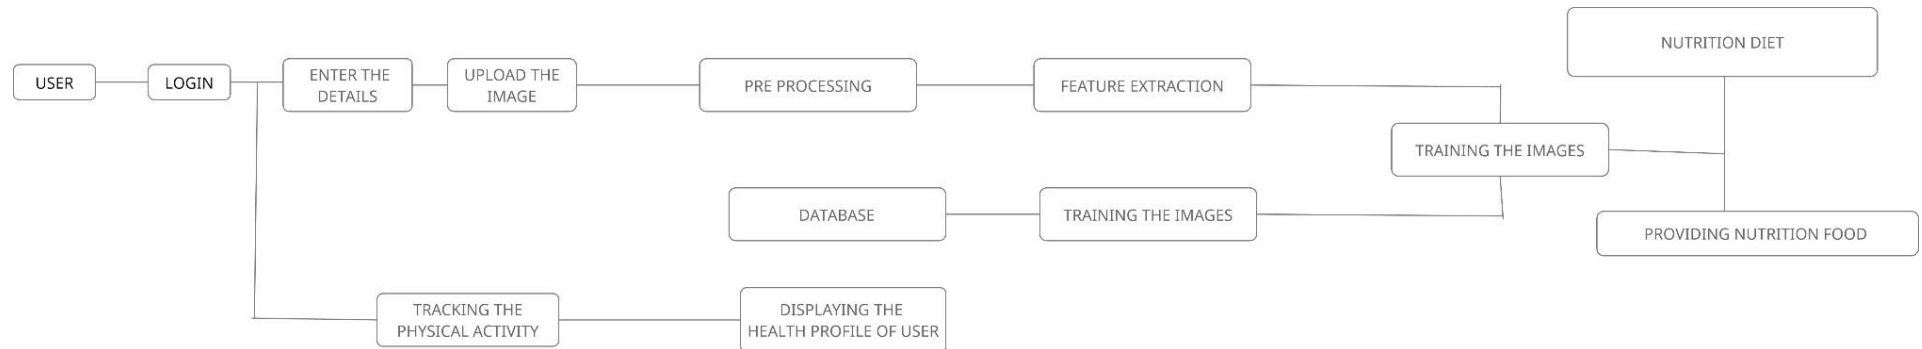 NUTRITION DIET
USER
LOGIN
ENTER THE
DETAILS
UPLOAD THE
IMAGE
PRE PROCESSING
FEATURE EXTRACTION
TRAINING THE IMAGES
DATABASE
TRAINING THE IMAGES
PROVIDING NUTRITION FOOD
TRACKING THE
PHYSICAL ACTIVITY
DISPLAYING THE
HEALTH PROFILE OF USER